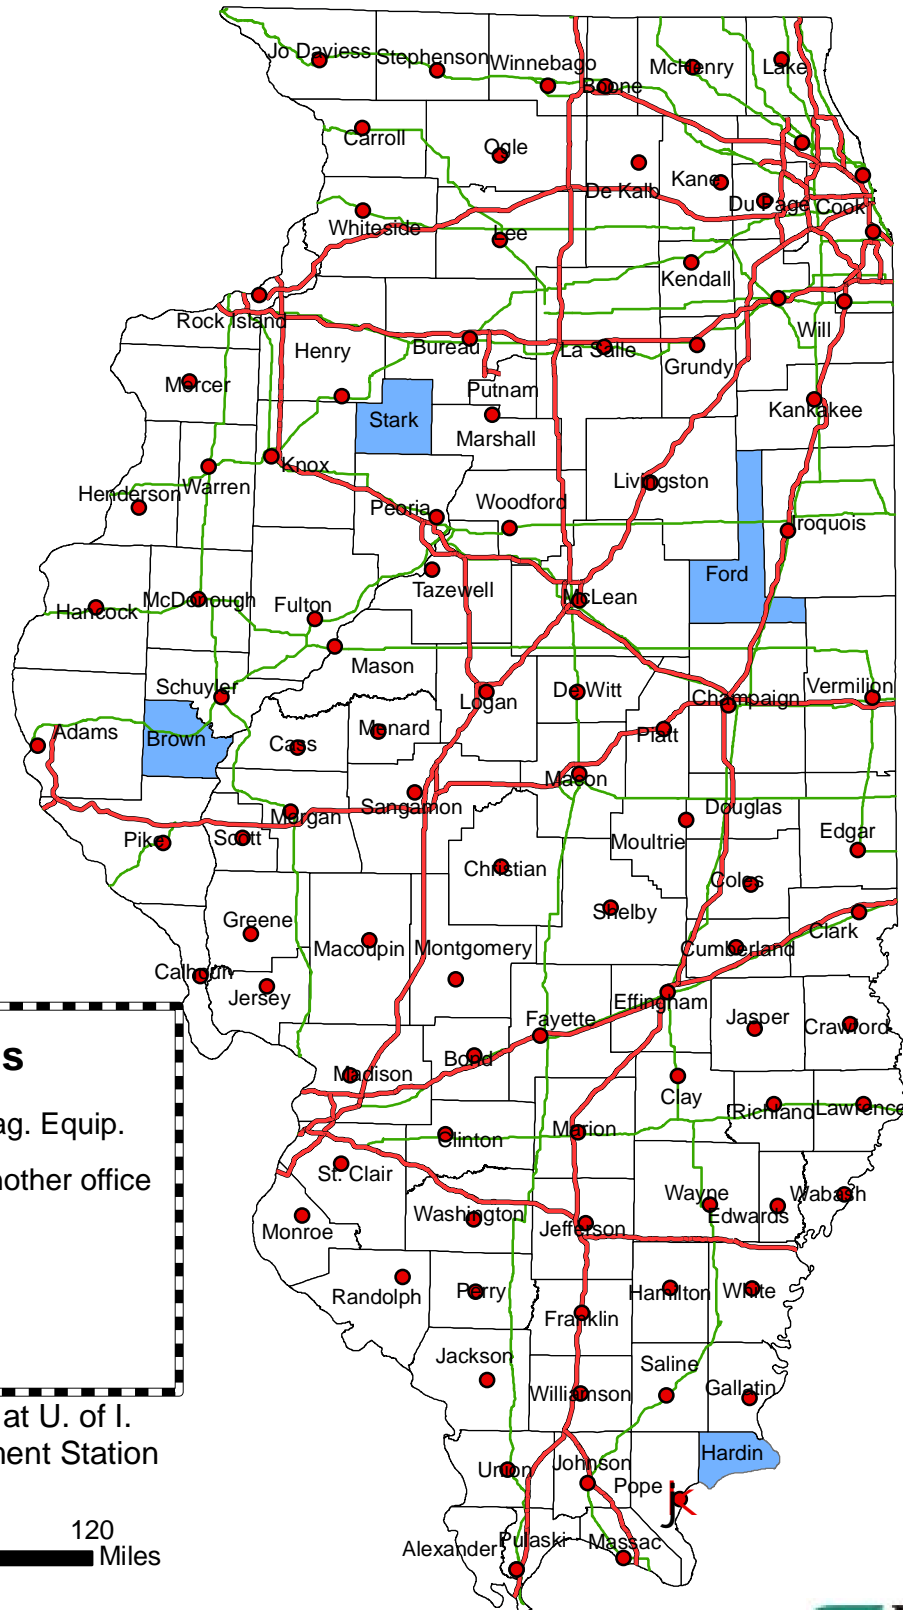 Jo Daviess
Stephenson
Winnebago
Boone
McHenry
Lake
Carroll
Ogle
De Kalb
Kane
Du Page
Cook
Whiteside
Lee
Kendall
Rock Island
Henry
Bureau
La Salle
Grundy
Will
Mercer
Putnam
Stark
Marshall
Kankakee
Knox
Warren
Henderson
Peoria
Woodford
Livingston
Iroquois
Ford
Hancock
McDonough
Fulton
Tazewell
McLean
Mason
Schuyler
Logan
De Witt
Champaign
Vermilion
Adams
Brown
Cass
Menard
Piatt
Macon
Pike
Scott
Morgan
Sangamon
Christian
Moultrie
Douglas
Edgar
Coles
Shelby
Greene
Macoupin
Montgomery
Cumberland
Clark
Calhoun
Jersey
Effingham
Fayette
Jasper
Crawford
Bond
Madison
Clay
Richland
Lawrence
Clinton
Marion
St. Clair
Wayne
Edwards
Wabash
Washington
Jefferson
Monroe
Randolph
Perry
Hamilton
White
Franklin
Jackson
Saline
Williamson
Gallatin
Hardin
Union
Johnson
Pope
jk
Alexander
Pulaski
Massac
s
ag. Equip.
nother office
at U. of I.
nent Station
120
Miles